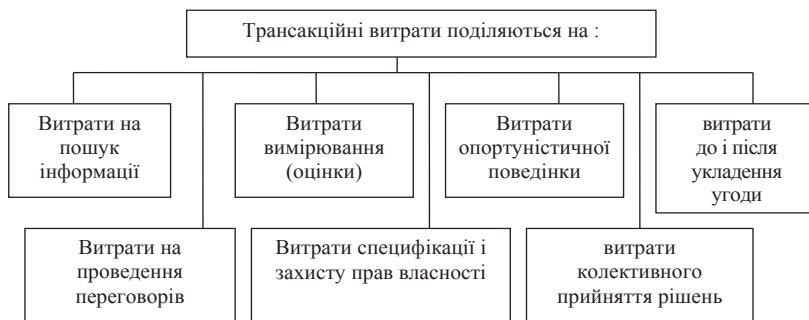 Трансакційні витрати поділяються на :
Витрати на
пошук
інформації
Витрати
вимірювання
(оцінки)
Витрати
опортуністичної
поведінки
витрати
до і після
укладення
угоди
Витрати на
проведення
переговорів
Витрати специфікації і
захисту прав власності
витрати
колективного
прийняття рішень